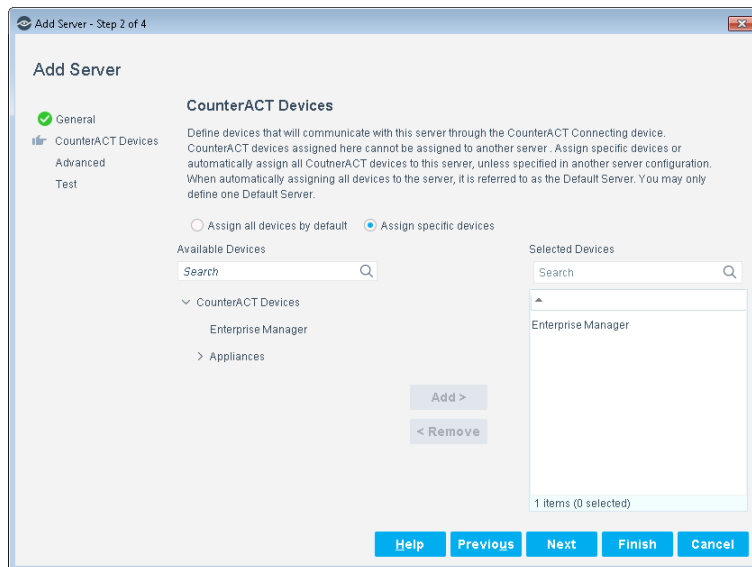 Add Server - Step 2 of 4
Add Server
General
CounterACT Devices
Advanced
Test
CounterACT Devices
Define devices that will communicate with this server through the CounterACT Connecting device.
CounterACT devices assigned here cannot be assigned to another server . Assign specific devices or
automatically assign all CoutnerACT devices to this server, unless specified in another server configuration.
When automatically assigning all devices to the server, it is referred to as the Default Server. You may only
define one Default Server.
Assign all devices by default
Assign specific devices
Available Devices
Search
CounterACT Devices
Enterprise Manager
Appliances
Add >
< Remove
Selected Devices
Search
Enterprise Manager
1 items (0 selected)
Help
Previous
Next
Finish
Cancel